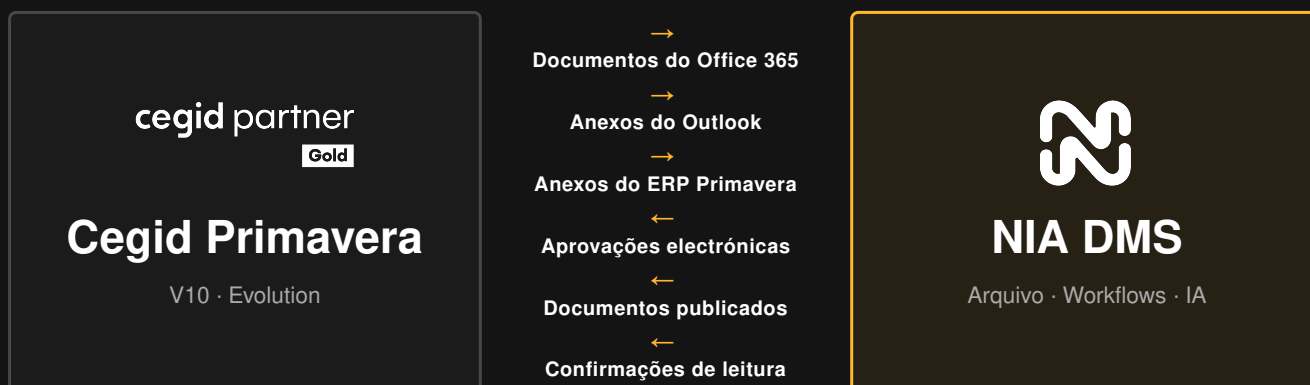 cegid partner
Gold
Cegid Primavera
V10 · Evolution
→
Documentos do Office 365
→
Anexos do Outlook
→
Anexos do ERP Primavera
←
Aprovações electrónicas
←
Documentos publicados
←
Confirmações de leitura
NIA DMS
Arquivo · Workflows · IA